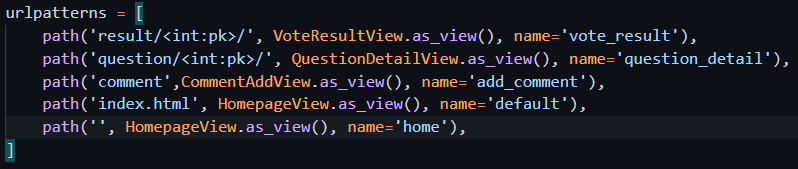 urlpatterns = [
    path('result/<int:pk>/', VoteResultView.as_view(), name='vote_result'),
    path('question/<int:pk>/', QuestionDetailView.as_view(), name='question_detail'),
    path('comment',CommentAddView.as_view(), name='add_comment'),
    path('index.html', HomepageView.as_view(), name='default'),
    path('', HomepageView.as_view(), name='home'),
]